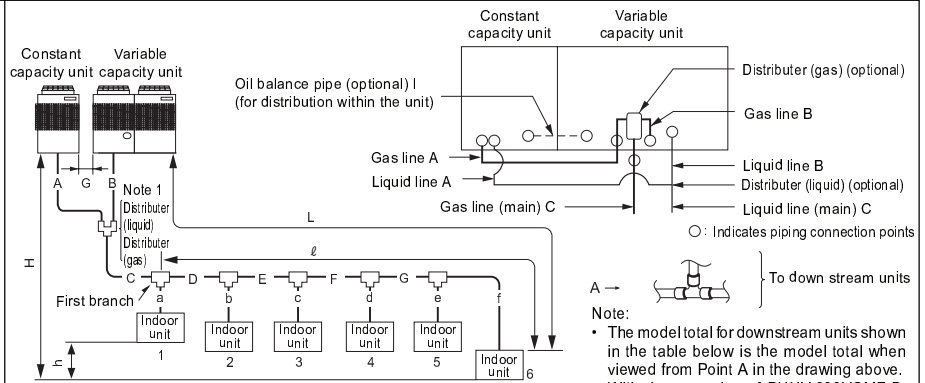 Constant
capacity unit
Variable
capacity unit
A
G
B
Note 1
Distributer
(liquid)
Distributer
(gas)
L
ℓ
H
h
C
D
E
F
G
First branch
a
b
c
d
e
f
Indoor
unit
1
Indoor
unit
2
Indoor
unit
3
Indoor
unit
4
Indoor
unit
5
Indoor
unit
6
Constant
capacity unit
Variable
capacity unit
Oil balance pipe (optional) I
(for distribution within the unit)
Distributer (gas) (optional)
Gas line B
Gas line A
Liquid line A
Liquid line B
Distributer (liquid) (optional)
Gas line (main) C
Liquid line (main) C
: Indicates piping connection points
A →
To down stream units
Note:
• The model total for downstream units shown
in the table below is the model total when
viewed from Point A in the drawing above.